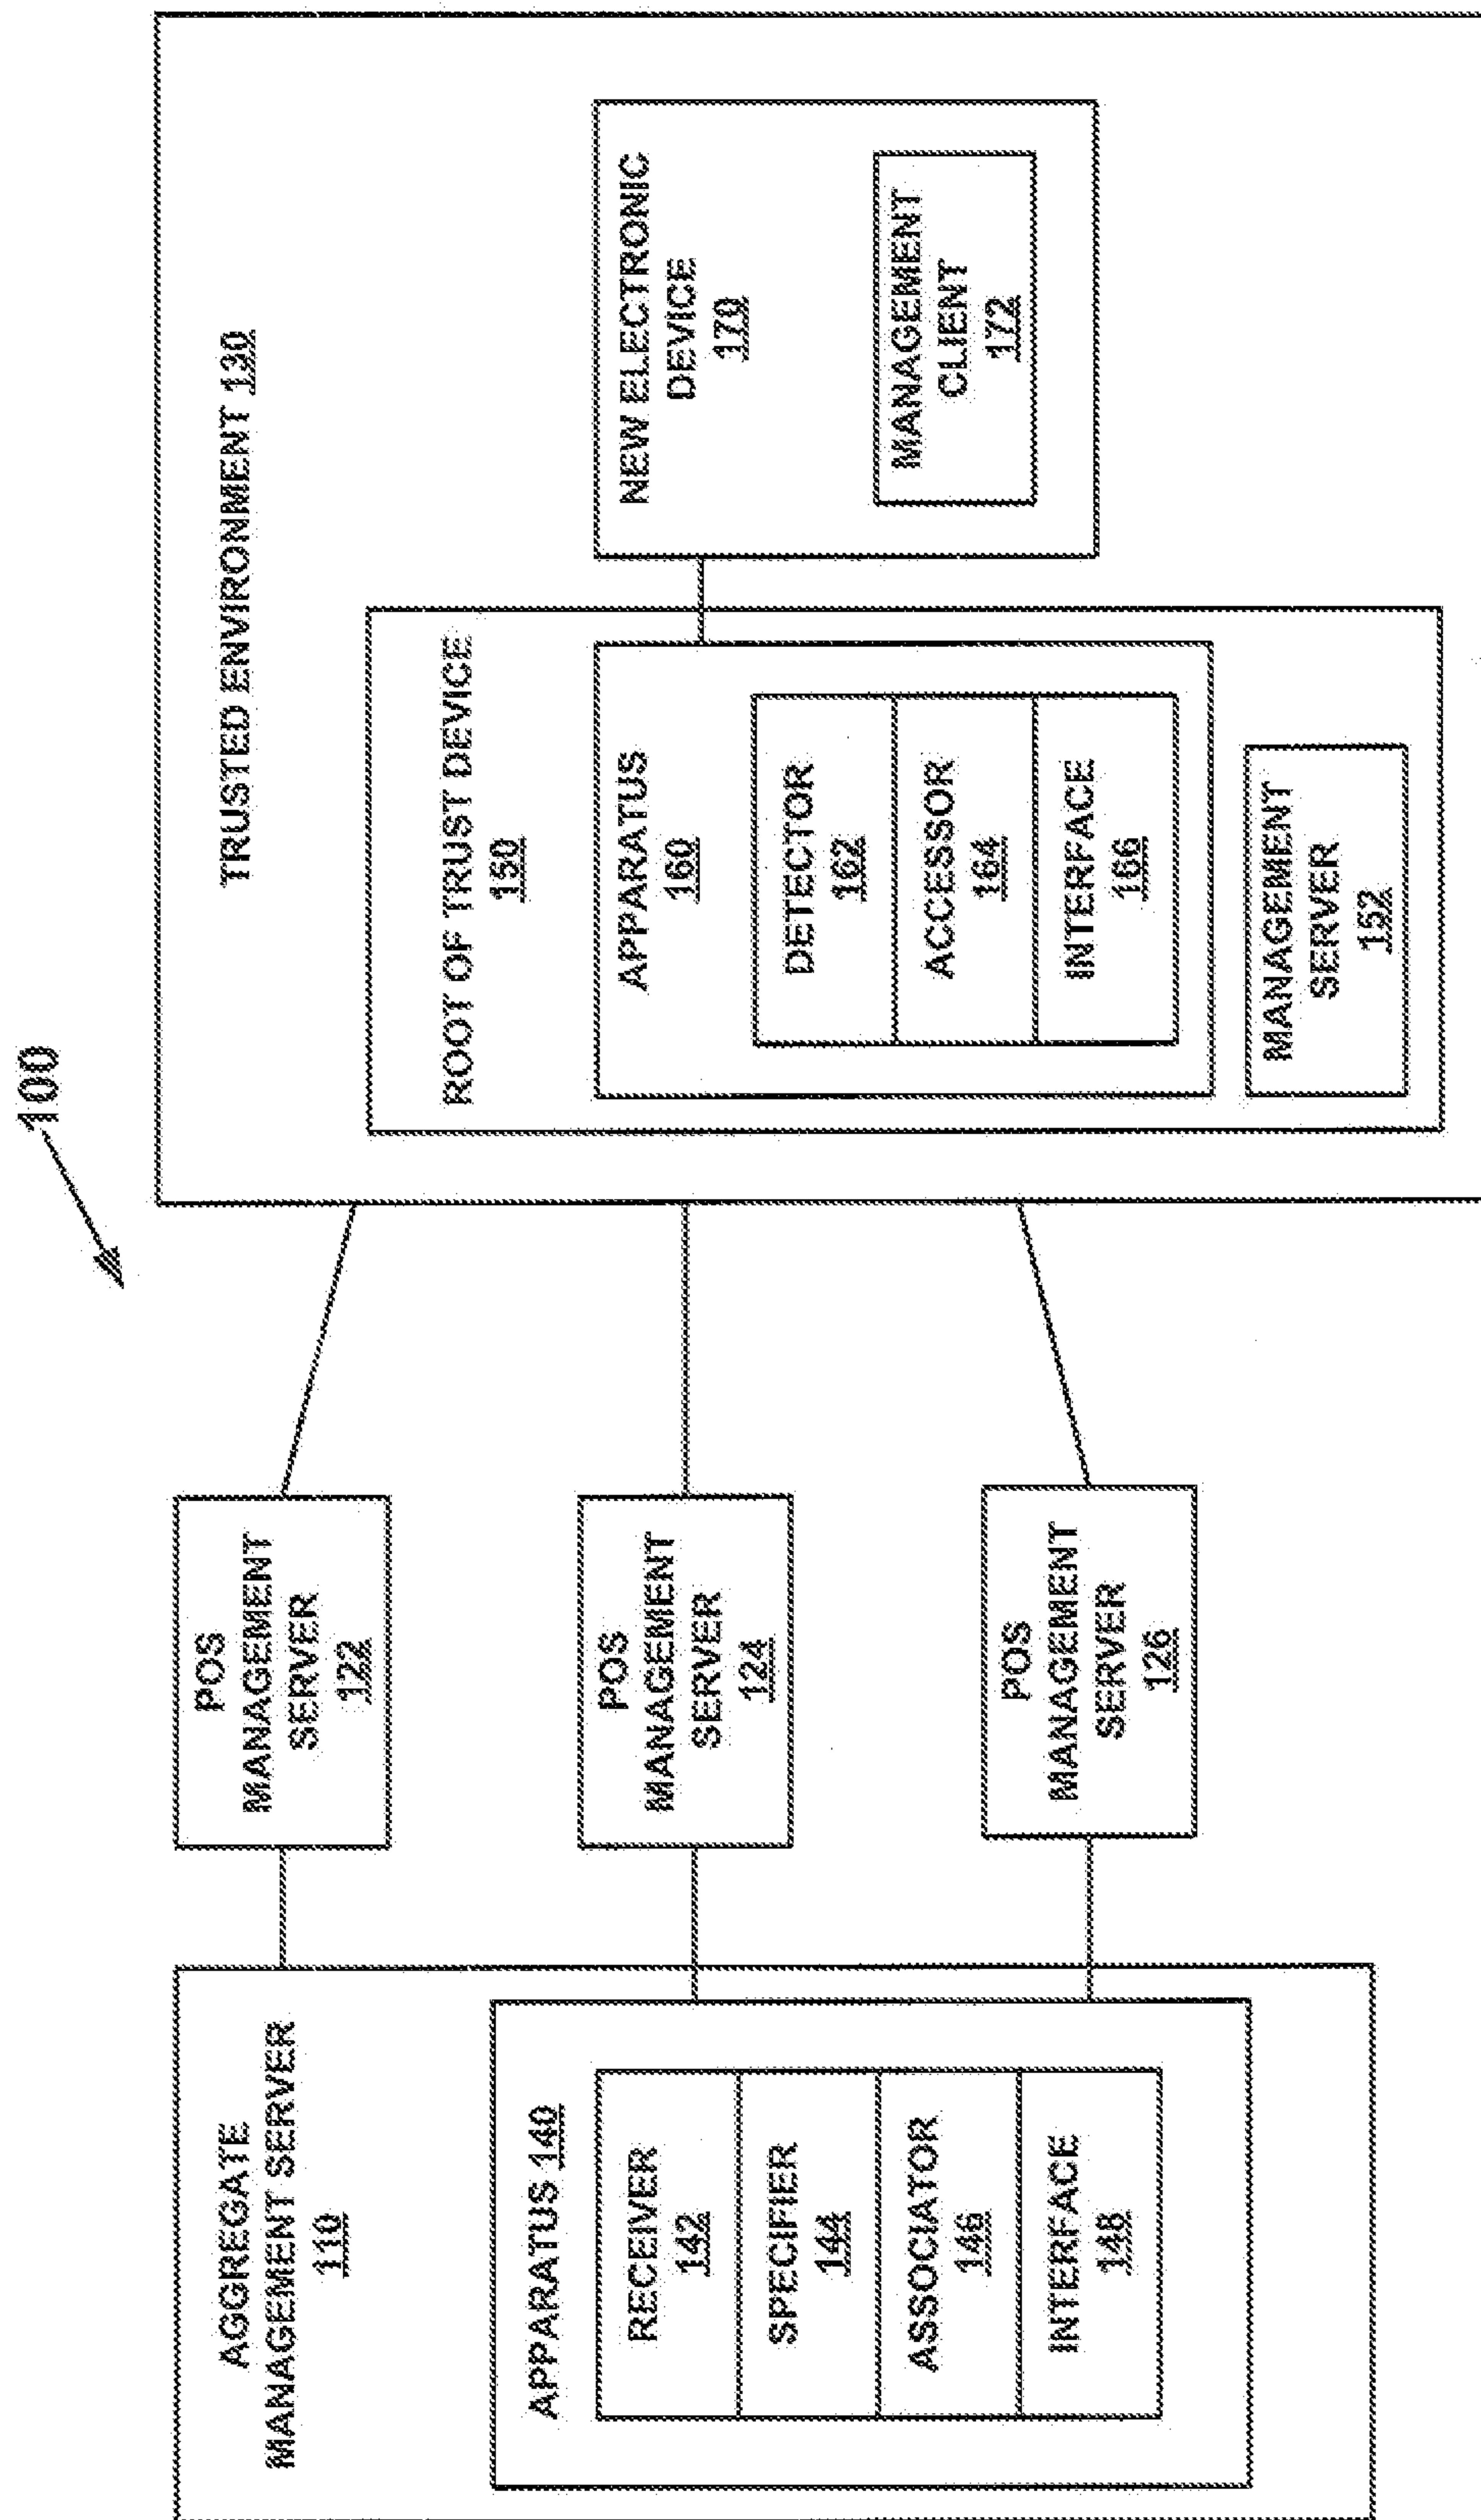 100
AGGREGATE
MANAGEMENT SERVER
110
APPARATUS 140
RECEIVER
142
SPECIFIER
144
ASSOCIATOR
146
INTERFACE
148
POS
MANAGEMENT
SERVER
122
POS
MANAGEMENT
SERVER
124
POS
MANAGEMENT
SERVER
126
TRUSTED ENVIRONMENT 130
ROOT OF TRUST DEVICE
150
APPARATUS
160
DETECTOR
162
ACCESSOR
164
INTERFACE
166
MANAGEMENT
SERVER
152
NEW ELECTRONIC
DEVICE
170
MANAGEMENT
CLIENT
172